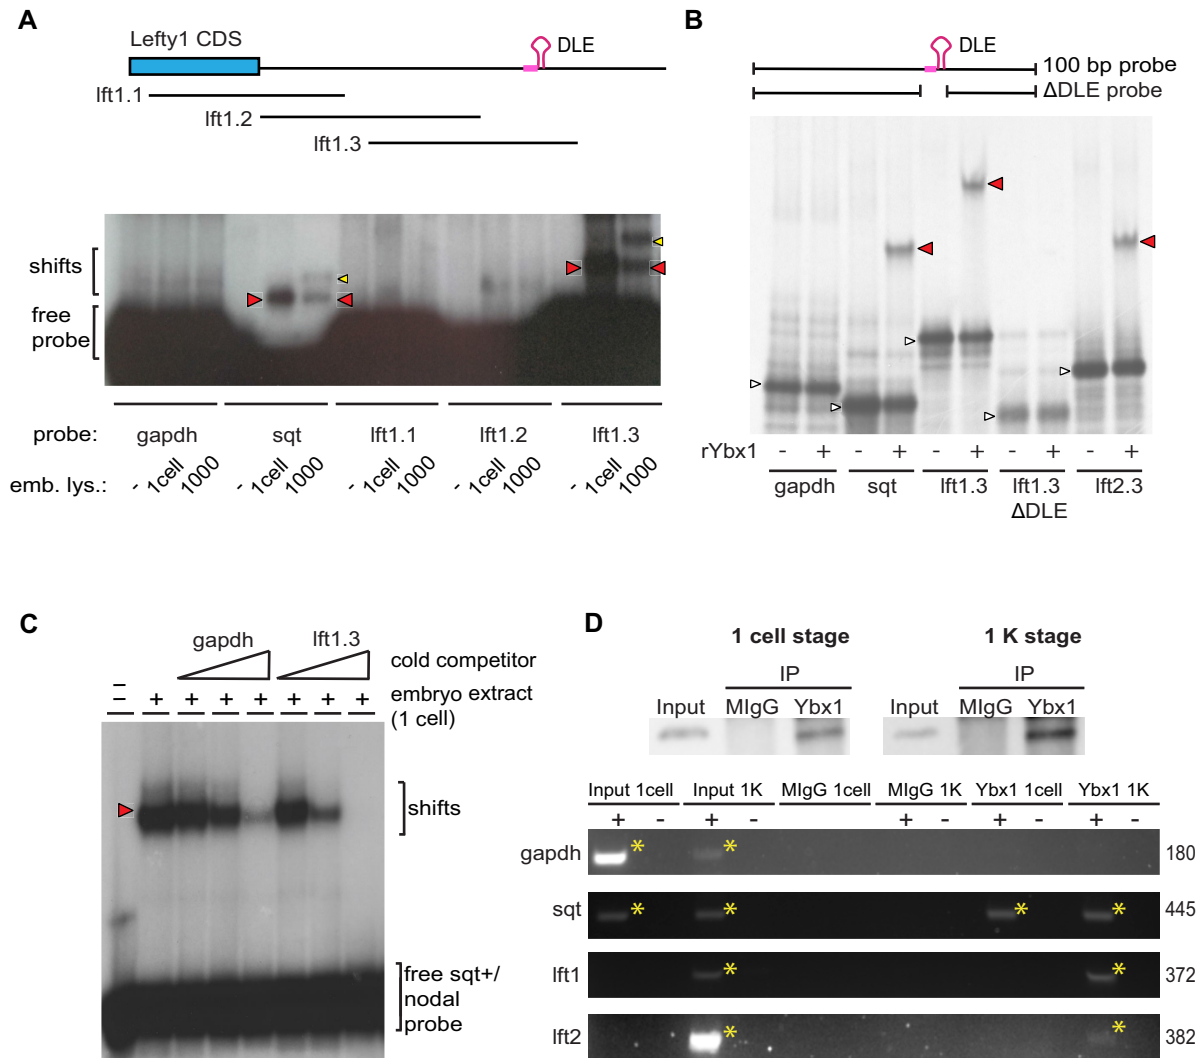 A
Lefty1 CDS
DLE
lft1.1
lft1.2
lft1.3
shifts
free
probe
probe: gapdh sqt lft1.1 lft1.2 lft1.3
emb. lys.: - 1cell 1000 - 1cell 1000 - 1cell 1000 - 1cell 1000 - 1cell 1000
B
DLE
100 bp probe
ΔDLE probe
rYbx1 - + - + - + - + - +
gapdh sqt lft1.3 lft1.3 lft2.3
ΔDLE
C
gapdh lft1.3
cold competitor
– + + + + + + +
embryo extract
(1 cell)
shifts
free sqt+/
nodal
probe
D
1 cell stage 1 K stage
IP IP
Input MIgG Ybx1 Input MIgG Ybx1
Input 1cell Input 1K MIgG 1cell MIgG 1K Ybx1 1cell Ybx1 1K
+ - + - + - + - + -
gapdh * * 180
sqt * * * * 445
lft1 * * 372
lft2 * * 382